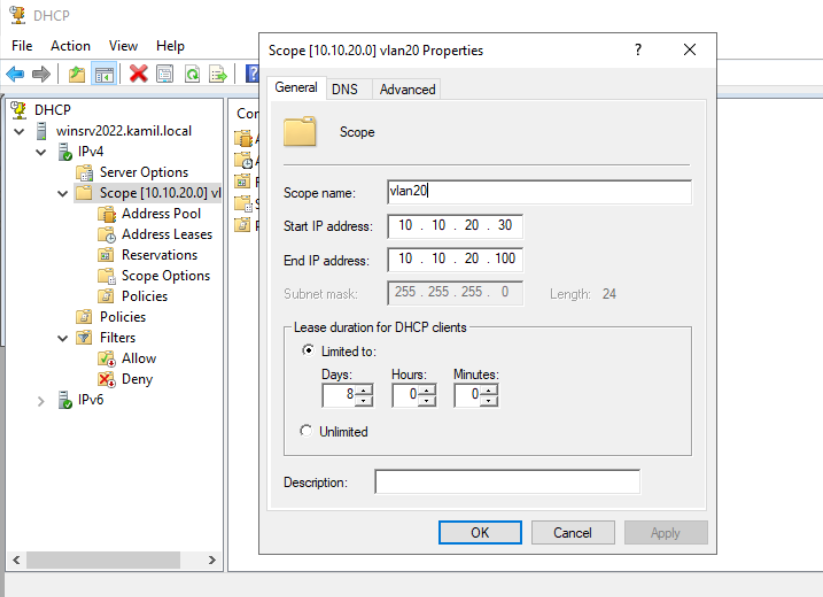 DHCP
File Action View Help
DHCP
winsrv2022.kamil.local
IPv4
Server Options
Scope [10.10.20.0] vl
Address Pool
Address Leases
Reservations
Scope Options
Policies
Policies
Filters
Allow
Deny
IPv6
Cor
Scope [10.10.20.0] vlan20 Properties
? ×
General DNS Advanced
Scope
Scope name: vlan20
Start IP address: 10 . 10 . 20 . 30
End IP address: 10 . 10 . 20 . 100
Subnet mask: 255 . 255 . 255 . 0 Length: 24
Lease duration for DHCP clients
Limited to:
Days: Hours: Minutes:
8 0 0
Unlimited
Description:
OK Cancel Apply